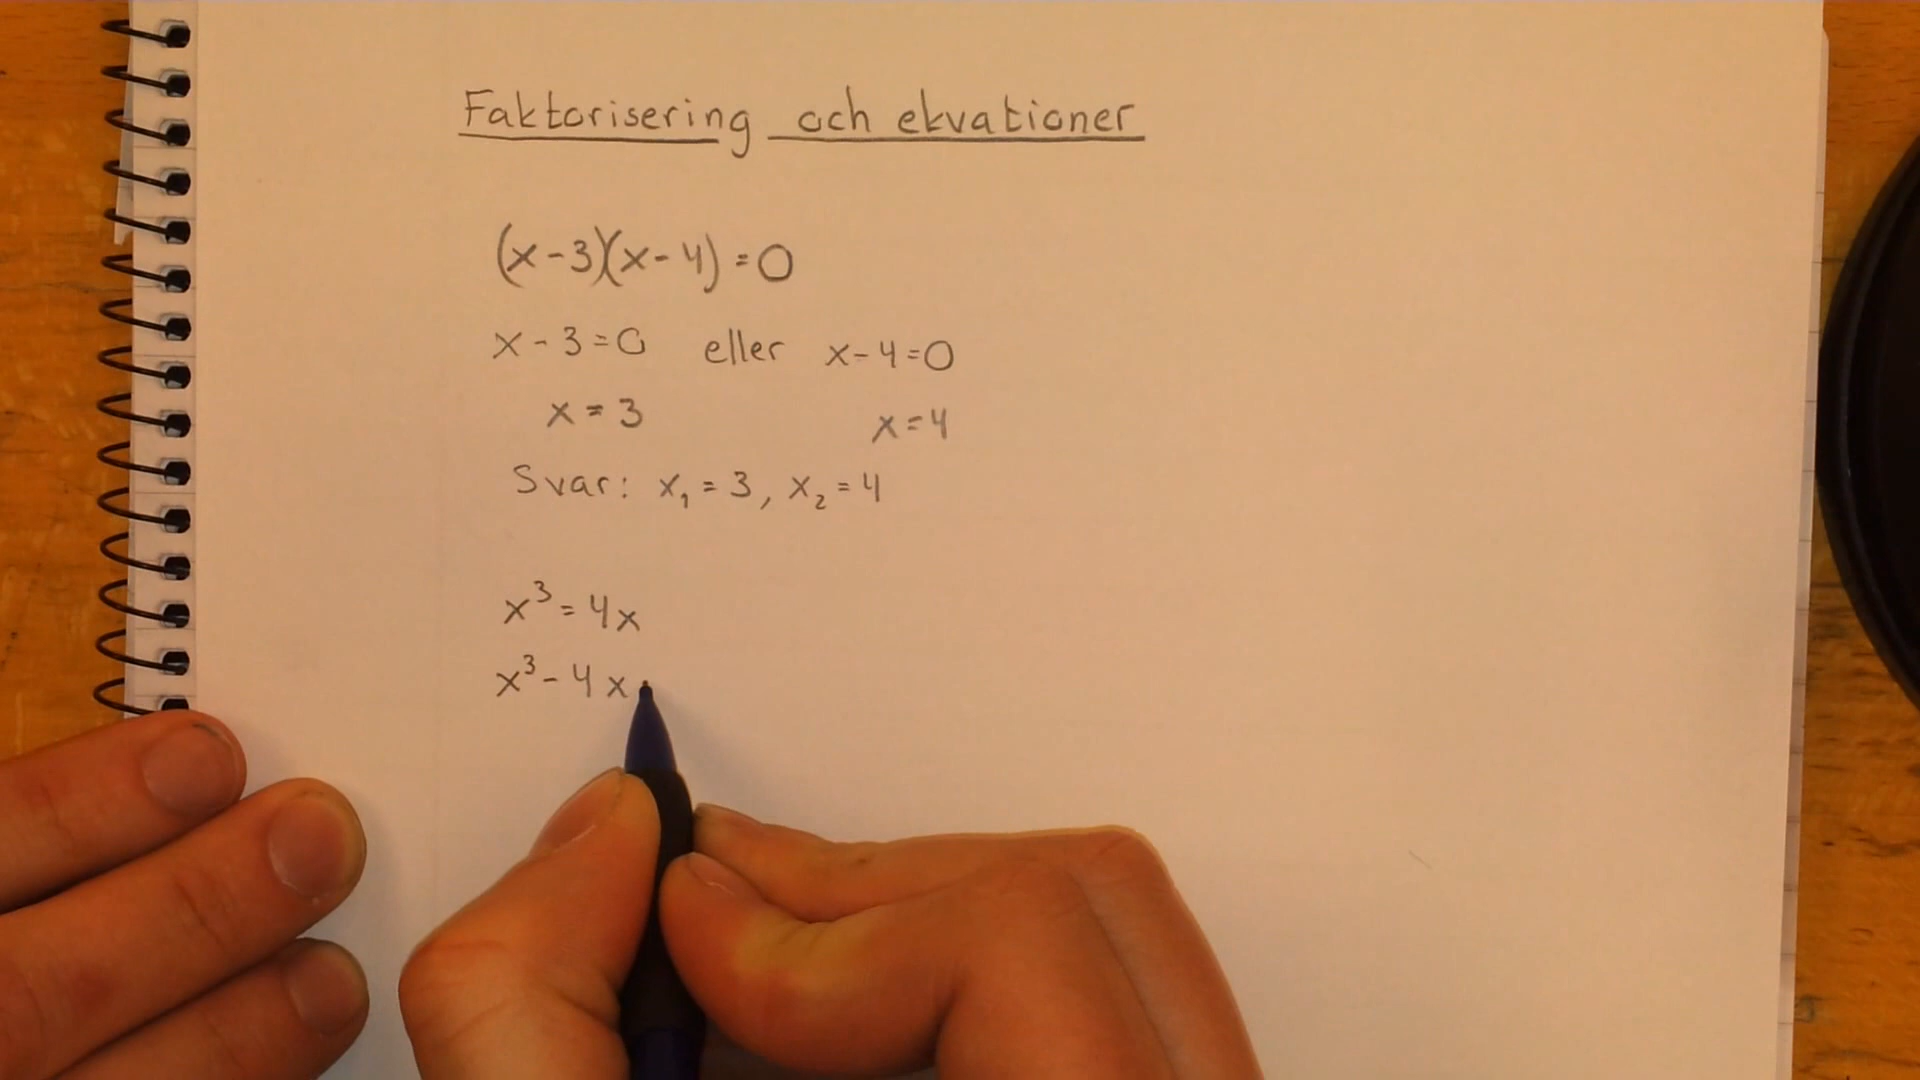 Faktorisering och ekvationer
(x-3)(x-4)=0
x-3=0 eller x-4=0
x=3 x=4
Svar: x₁=3, x₂=4
x³=4x
x³-4x